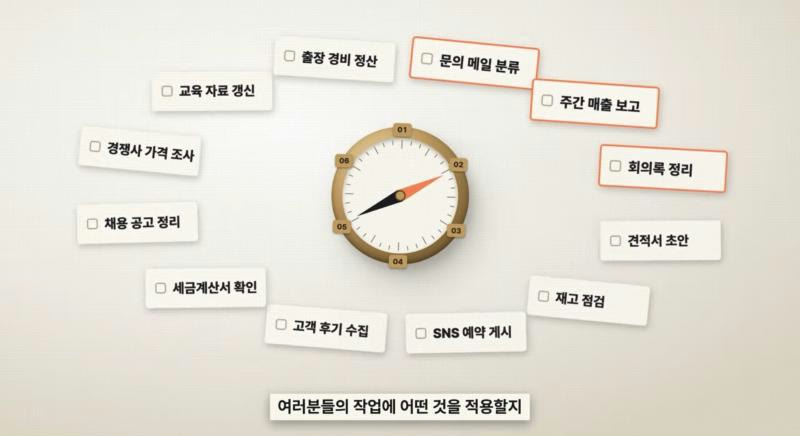 출장 경비 정산
문의 메일 분류
교육 자료 갱신
주간 매출 보고
경쟁사 가격 조사
회의록 정리
채용 공고 정리
견적서 초안
세금계산서 확인
재고 점검
고객 후기 수집
SNS 예약 게시
01
02
03
04
05
06
여러분들의 작업에 어떤 것을 적용할지